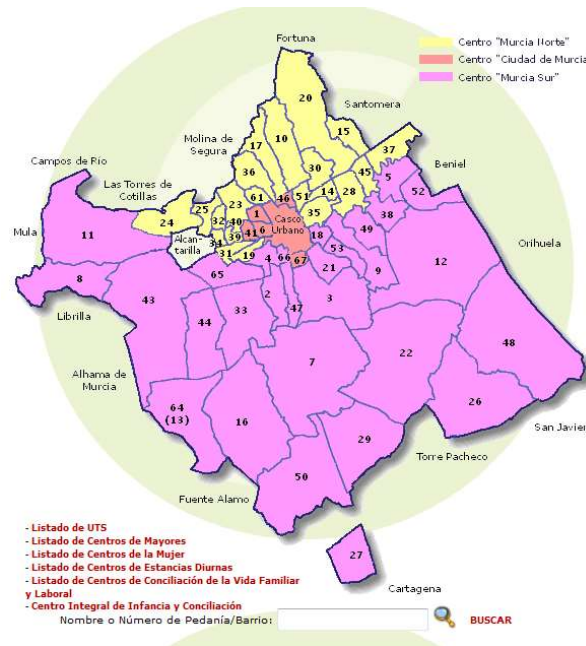 Fortuna
Centro "Murcia Norte"
Centro "Ciudad de Murcia
Centro "Murcia Sur"
20
Santomera
15
Molina de
Segura
17
10
37
Campos de Río
36
30
45
Beniel
5
Las Torres de
Cotillas
61
46
51
14
28
52
25
23
24
32
40
1
Casco
Urbano
35
38
Mula
11
Alcan-
tarilla
34
39
41
6
18
49
Orihuela
31
19
4
66
67
53
12
8
65
21
9
43
2
Librilla
44
33
47
3
48
7
22
Alhama de
Murcia
64
(13)
16
26
San Javier
29
Torre Pacheco
50
Fuente Alamo
27
Cartagena
- Listado de UTS
- Listado de Centros de Mayores
- Listado de Centros de la Mujer
- Listado de Centros de Estancias Diurnas
- Listado de Centros de Conciliación de la Vida Familiar
y Laboral
- Centro Integral de Infancia y Conciliación
Nombre o Número de Pedanía/Barrio:
BUSCAR